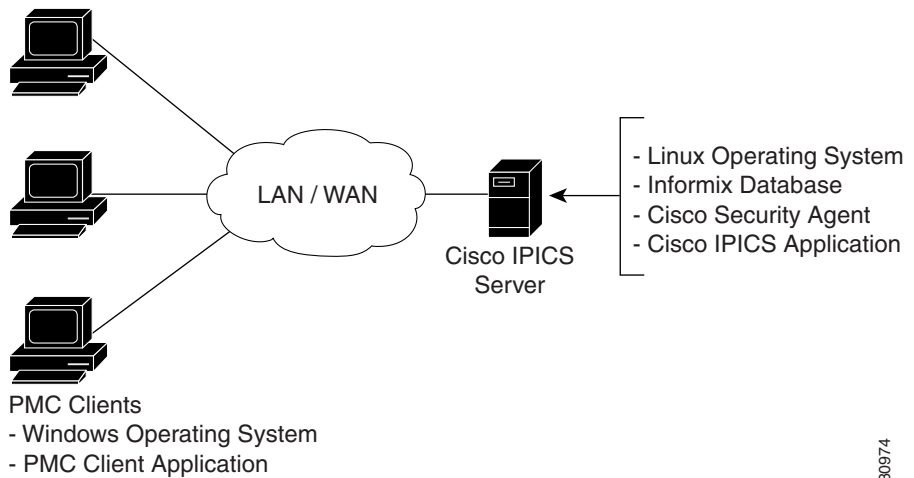 LAN / WAN
Cisco IPICS
Server
- Linux Operating System
- Informix Database
- Cisco Security Agent
- Cisco IPICS Application
PMC Clients
- Windows Operating System
- PMC Client Application